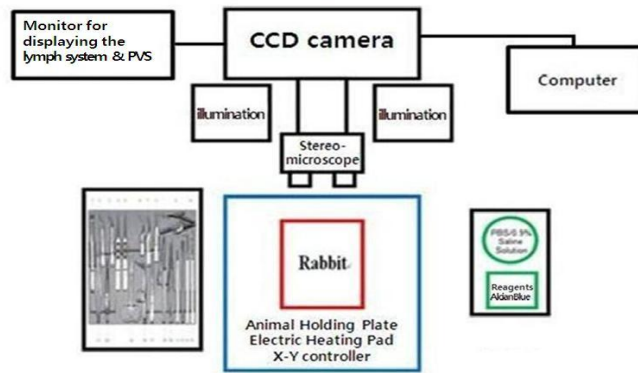 Monitor for
displaying the
lymph system & PVS
CCD camera
Computer
illumination
illumination
Stereo-
microscope
Rabbit
Animal Holding Plate
Electric Heating Pad
X-Y controller
PBS/0.9%
Saline
Solution
Reagents
AlcianBlue